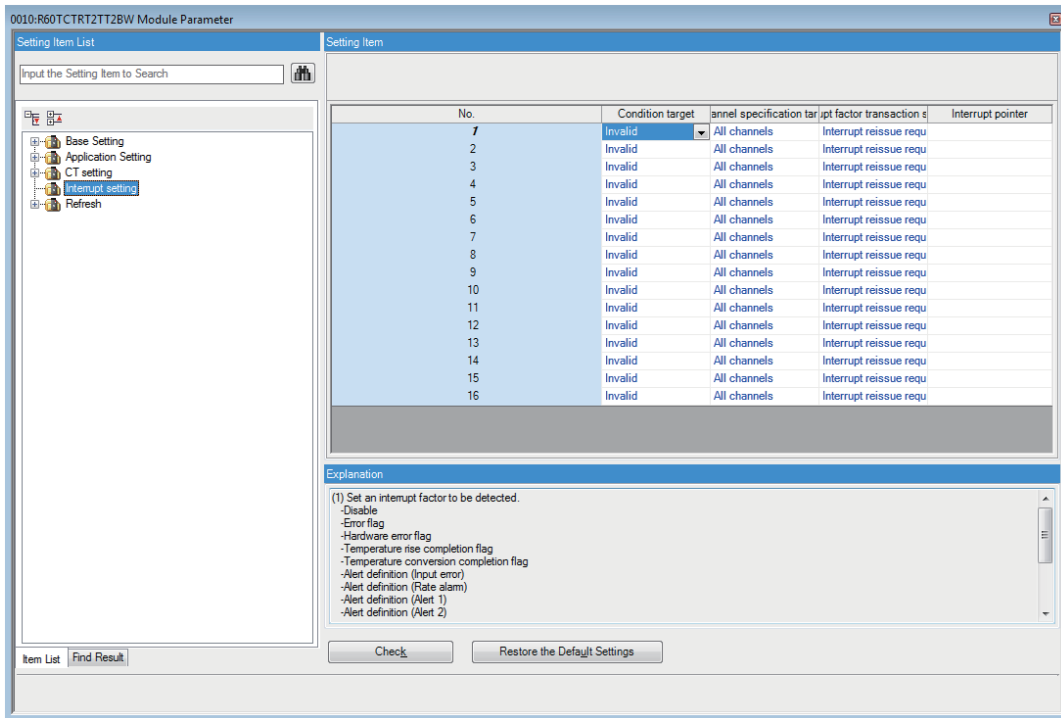 0010:R60TCTRT2TT2BW Module Parameter
Setting Item List
Input the Setting Item to Search
Base Setting
Application Setting
CT setting
Interrupt setting
Refresh
Item List Find Result
Setting Item
No. Condition target annel specification tar upt factor transaction s Interrupt pointer
1 Invalid All channels Interrupt reissue requ
2 Invalid All channels Interrupt reissue requ
3 Invalid All channels Interrupt reissue requ
4 Invalid All channels Interrupt reissue requ
5 Invalid All channels Interrupt reissue requ
6 Invalid All channels Interrupt reissue requ
7 Invalid All channels Interrupt reissue requ
8 Invalid All channels Interrupt reissue requ
9 Invalid All channels Interrupt reissue requ
10 Invalid All channels Interrupt reissue requ
11 Invalid All channels Interrupt reissue requ
12 Invalid All channels Interrupt reissue requ
13 Invalid All channels Interrupt reissue requ
14 Invalid All channels Interrupt reissue requ
15 Invalid All channels Interrupt reissue requ
16 Invalid All channels Interrupt reissue requ
Explanation
(1) Set an interrupt factor to be detected.
-Disable
-Error flag
-Hardware error flag
-Temperature rise completion flag
-Temperature conversion completion flag
-Alert definition (Input error)
-Alert definition (Rate alarm)
-Alert definition (Alert 1)
-Alert definition (Alert 2)
Check Restore the Default Settings